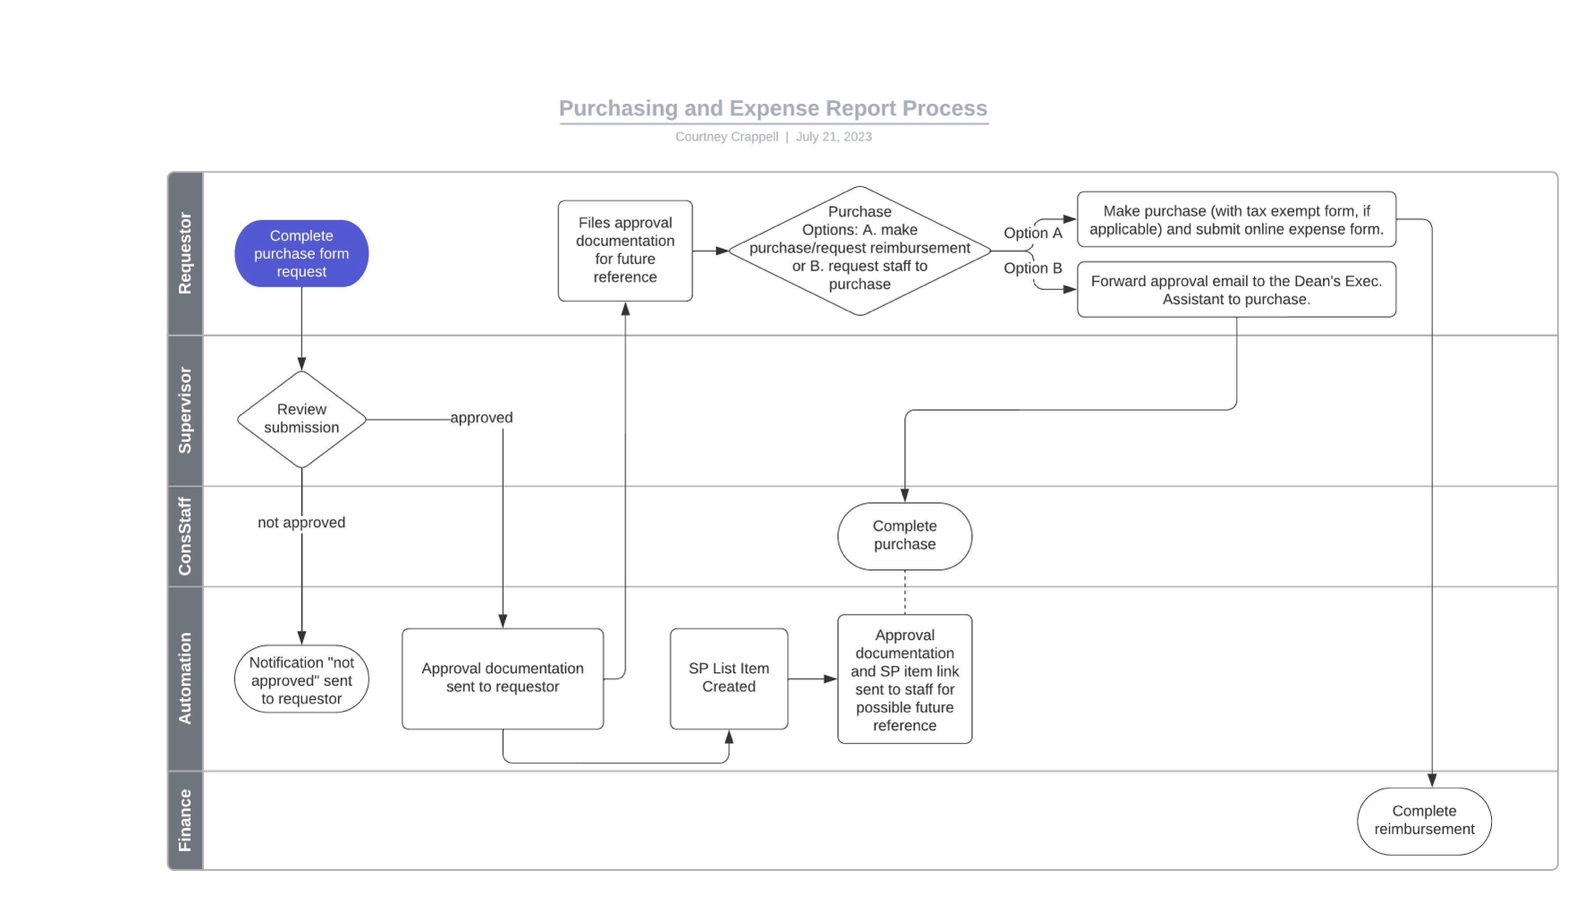 Purchasing and Expense Report Process
Courtney Crappell | July 21, 2023
Requestor
Complete
purchase form
request
Files approval
documentation
for future
reference
Purchase
Options: A. make
purchase/request reimbursement
or B. request staff to
purchase
Option A
Option B
Make purchase (with tax exempt form, if
applicable) and submit online expense form.
Forward approval email to the Dean's Exec.
Assistant to purchase.
Supervisor
Review
submission
approved
ConsStaff
not approved
Complete
purchase
Automation
Notification "not
approved" sent
to requestor
Approval documentation
sent to requestor
SP List Item
Created
Approval
documentation
and SP item link
sent to staff for
possible future
reference
Finance
Complete
reimbursement